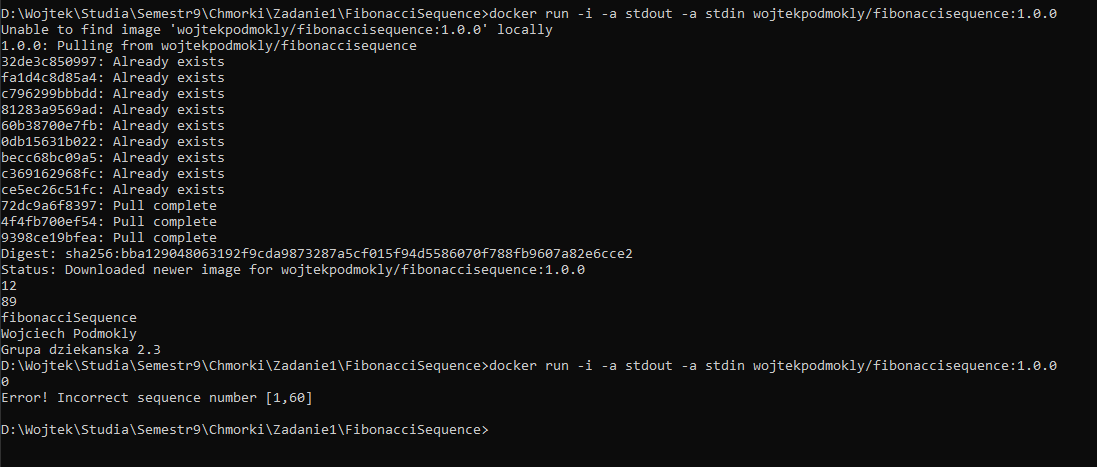 D:\Wojtek\Studia\Semestr9\Chmorki\Zadanie1\FibonacciSequence>docker run -i -a stdout -a stdin wojtekpodmokly/fibonaccisequence:1.0.0
Unable to find image 'wojtekpodmokly/fibonaccisequence:1.0.0' locally
1.0.0: Pulling from wojtekpodmokly/fibonaccisequence
32de3c850997: Already exists
fa1d4c8d85a4: Already exists
c796299bbbdd: Already exists
81283a9569ad: Already exists
60b38700e7fb: Already exists
0db15631b022: Already exists
becc68bc09a5: Already exists
c369162968fc: Already exists
ce5ec26c51fc: Already exists
72dc9a6f8397: Pull complete
4f4fb700ef54: Pull complete
9398ce19bfea: Pull complete
Digest: sha256:bba129048063192f9cda9873287a5cf015f94d5586070f788fb9607a82e6cce2
Status: Downloaded newer image for wojtekpodmokly/fibonaccisequence:1.0.0
12
89
fibonacciSequence
Wojciech Podmokly
Grupa dziekanska 2.3
D:\Wojtek\Studia\Semestr9\Chmorki\Zadanie1\FibonacciSequence>docker run -i -a stdout -a stdin wojtekpodmokly/fibonaccisequence:1.0.0
0
Error! Incorrect sequence number [1,60]
D:\Wojtek\Studia\Semestr9\Chmorki\Zadanie1\FibonacciSequence>